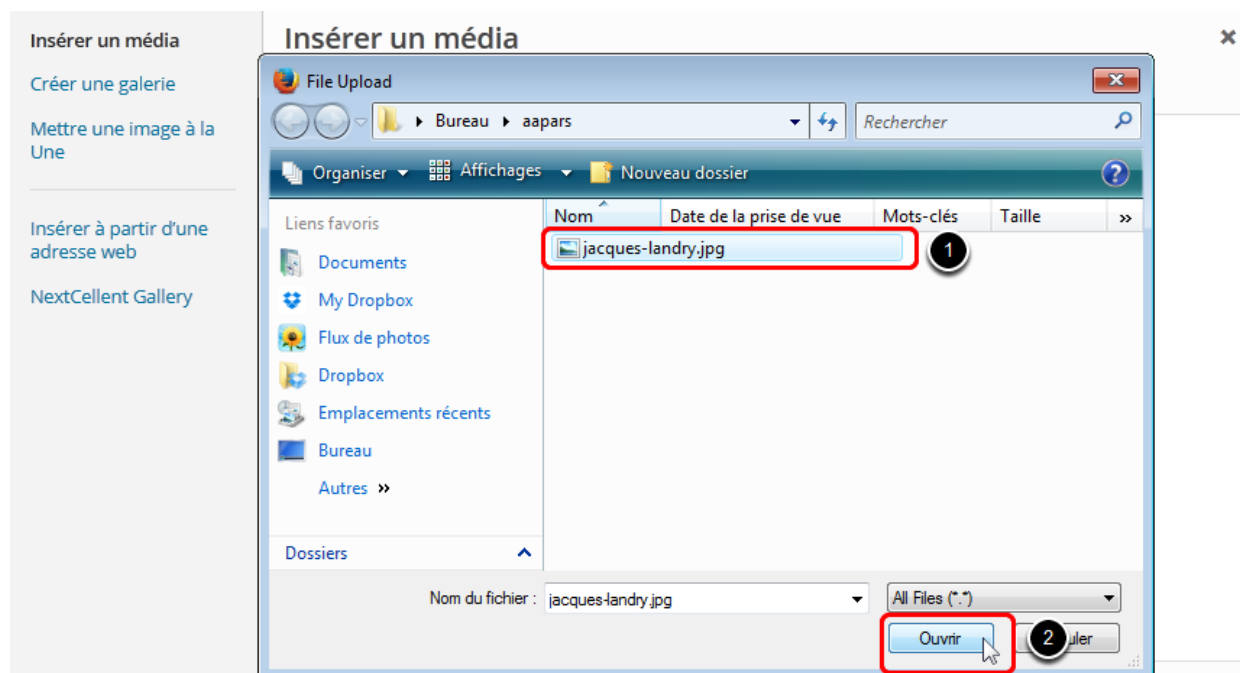 Insérer un média
Créer une galerie
Mettre une image à la
Une
Insérer à partir d'une
adresse web
NextCellent Gallery
Insérer un média
File Upload
Bureau
aapars
Rechercher
Organiser
Affichages
Nouveau dossier
Liens favoris
Documents
My Dropbox
Flux de photos
Dropbox
Emplacements récents
Bureau
Autres »
Dossiers
Nom Date de la prise de vue Mots-clés Taille »
jacques-landry.jpg
1
Nom du fichier : jacques-landry.jpg
All Files (*.*)
Ouvrir
2